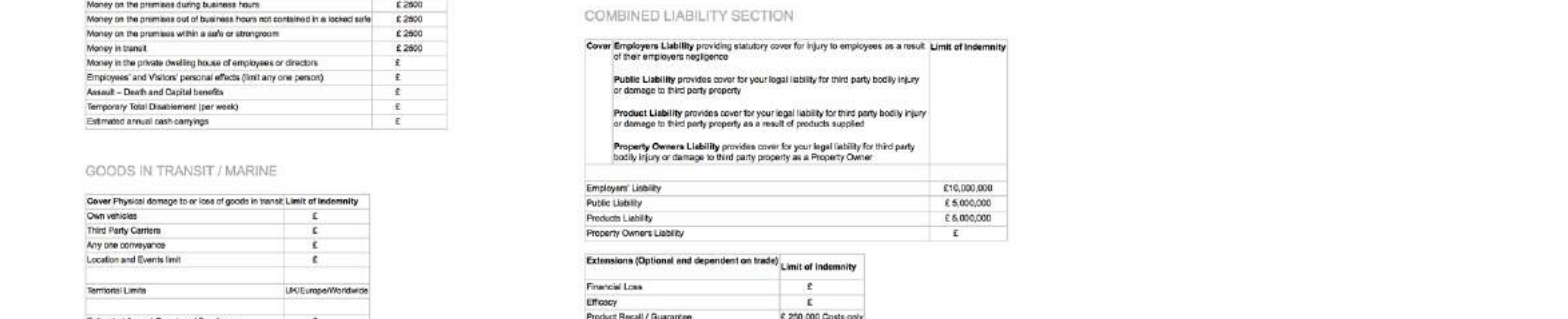 Money on the premises during business hours £ 2500
Money on the premises out of business hours not contained in a locked safe £ 2500
Money on the premises within a safe or strongroom £ 2500
Money in transit £ 2500
Money in the private dwelling house of employees or directors £
Employees' and Visitors' personal effects (limit any one person) £
Assault – Death and Capital benefits £
Temporary Total Disablement (per week) £
Estimated annual cash carryings £
GOODS IN TRANSIT / MARINE
Cover Physical damage to or loss of goods in transit Limit of Indemnity
Own vehicles £
Third Party Carriers £
Any one conveyance £
Location and Events limit £
Territorial Limits UK/Europe/Worldwide
COMBINED LIABILITY SECTION
Cover Employers Liability providing statutory cover for injury to employees as a result Limit of Indemnity
of their employers negligence
Public Liability provides cover for your legal liability for third party bodily injury
or damage to third party property
Product Liability provides cover for your legal liability for third party bodily injury
or damage to third party property as a result of products supplied
Property Owners Liability provides cover for your legal liability for third party
bodily injury or damage to third party property as a Property Owner
Employers' Liability £10,000,000
Public Liability £ 5,000,000
Products Liability £ 5,000,000
Property Owners Liability £
Extensions (Optional and dependent on trade) Limit of Indemnity
Financial Loss £
Efficacy £
Product Recall / Guarantee £ 250,000 Costs only